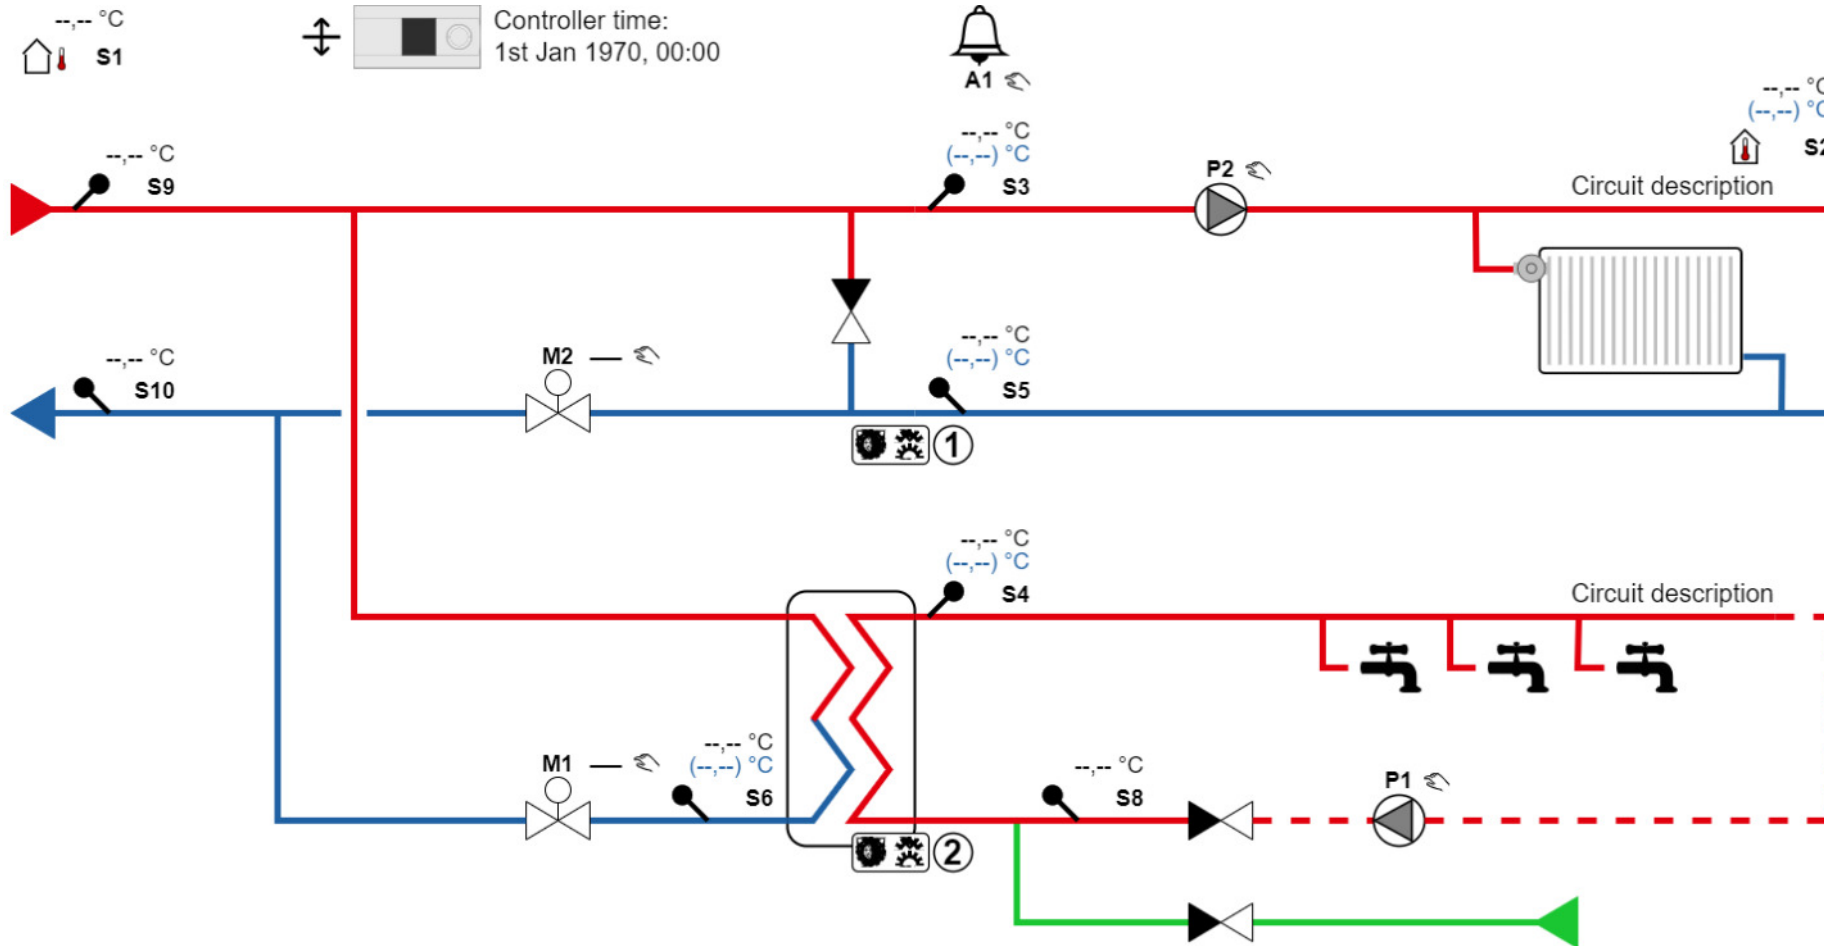 --,-- °C
S1
Controller time:
1st Jan 1970, 00:00
A1
--,-- °C
(--,--) °C
S2
--,-- °C
S9
--,-- °C
(--,--) °C
S3
P2
Circuit description
--,-- °C
S10
M2
--,-- °C
(--,--) °C
S5
1
--,-- °C
(--,--) °C
S4
Circuit description
M1
--,-- °C
(--,--) °C
S6
--,-- °C
S8
P1
2